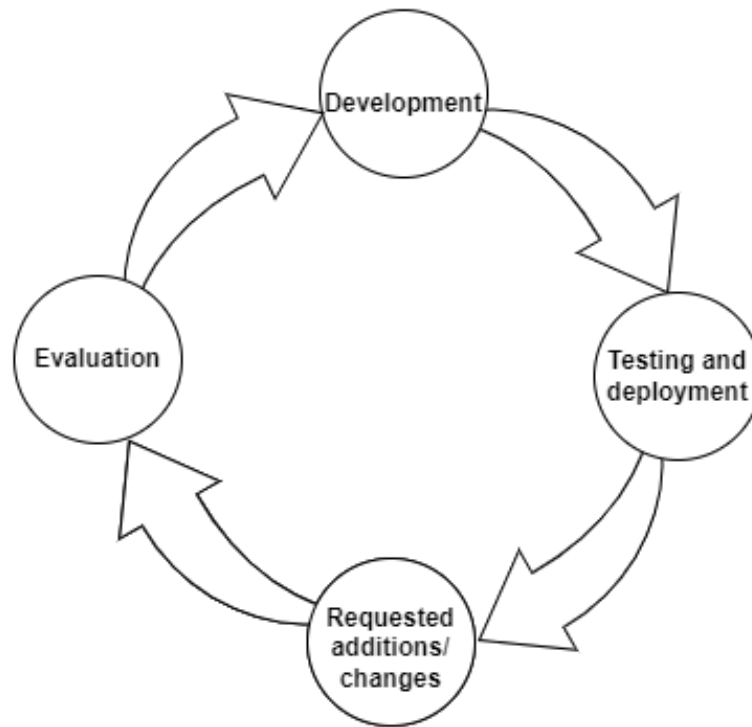 Development
Evaluation
Testing and
deployment
Requested
additions/
changes